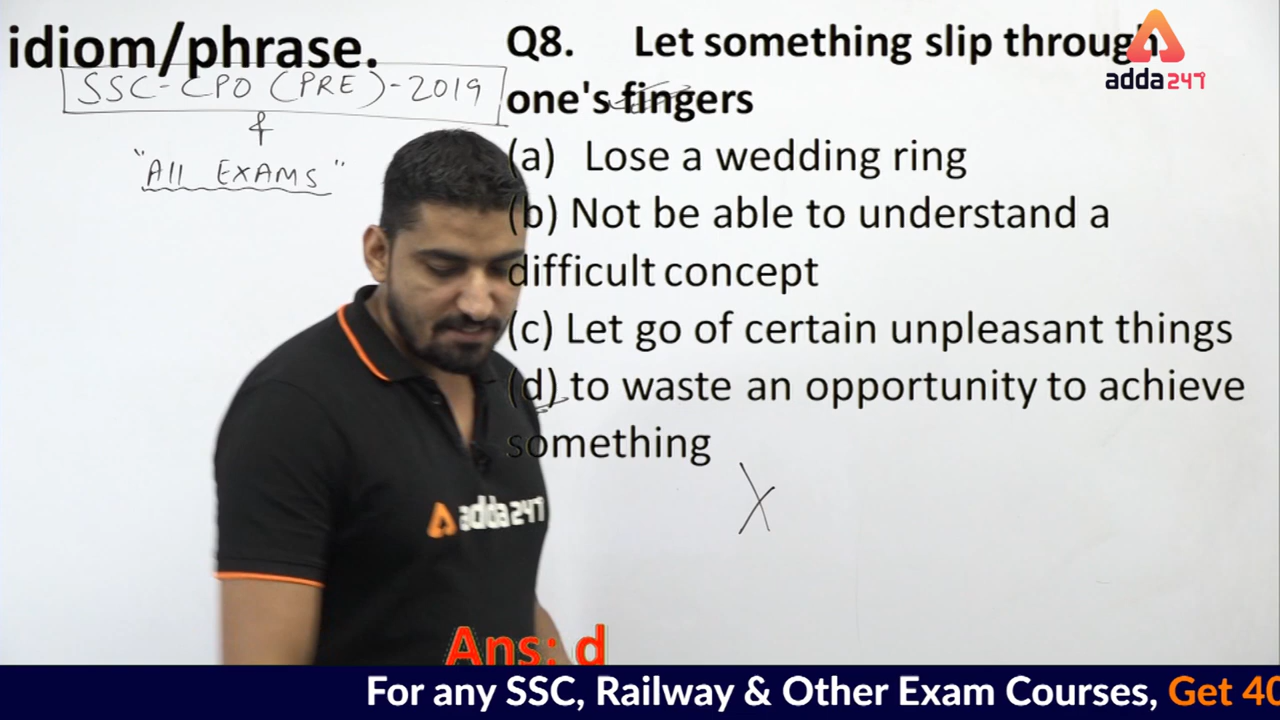 idiom/phrase.
SSC-CPO (PRE)-2019
&
"All EXAMS"
Q8. Let something slip through
one's fingers
(a) Lose a wedding ring
(b) Not be able to understand a
difficult concept
(c) Let go of certain unpleasant things
(d) to waste an opportunity to achieve
something
Ans: d
adda247
adda247
For any SSC, Railway & Other Exam Courses, Get 40